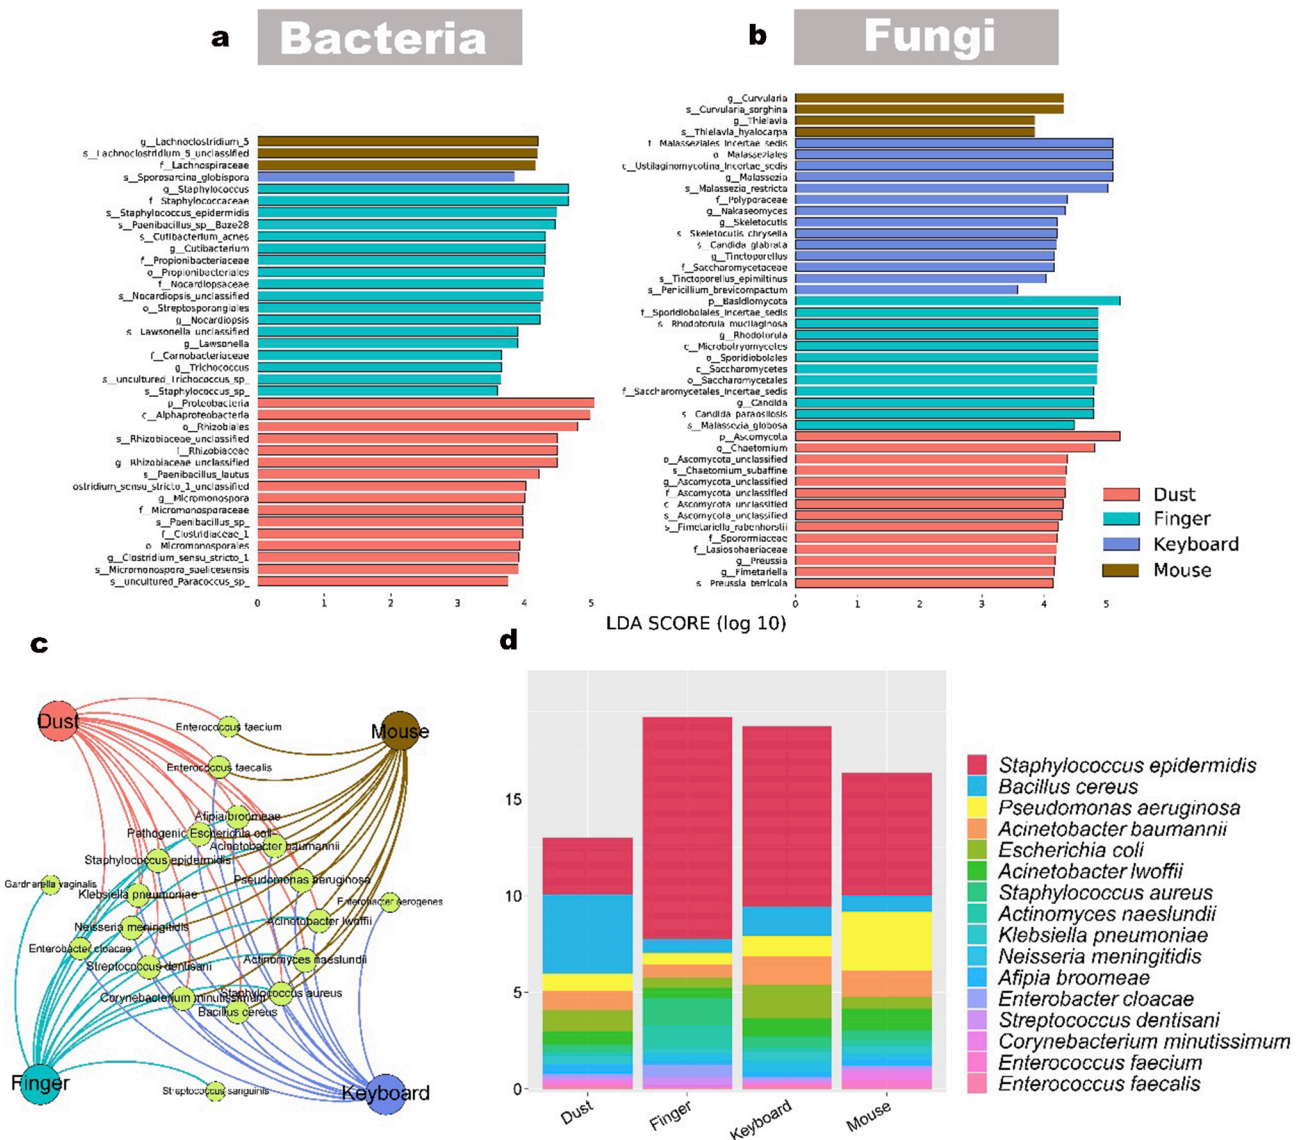 a
Bacteria
g__Lachnoclostridium_5
s__Lachnoclostridium_5_unclassified
f__Lachnospiraceae
s__Sporosarcina_globispora
g__Staphylococcus
f__Staphylococcaceae
s__Staphylococcus_epidermidis
s__Paenibacillus_sp__Baze28
s__Cutibacterium_acnes
g__Cutibacterium
f__Propionibacteriaceae
o__Propionibacteriales
f__Nocardiopsaceae
s__Nocardiopsis_unclassified
o__Streptosporangiales
g__Nocardiopsis
s__Lawsonella_unclassified
g__Lawsonella
f__Carnobacteriaceae
g__Trichococcus
s__uncultured_Trichococcus_sp_
s__Staphylococcus_sp_
p__Proteobacteria
c__Alphaproteobacteria
o__Rhizobiales
s__Rhizobiaceae_unclassified
f__Rhizobiaceae
g__Rhizobiaceae_unclassified
s__Paenibacillus_lautus
ostridium_sensu_stricto_1_unclassified
g__Micromonospora
f__Micromonosporaceae
s__Paenibacillus_sp_
f__Clostridiaceae_1
o__Micromonosporales
g__Clostridium_sensu_stricto_1
s__Micromonospora_saelicesensis
s__uncultured_Paracoccus_sp_
0 1 2 3 4 5
b
Fungi
g__Curvularia
s__Curvularia_sorghina
g__Thielavia
s__Thielavia_hyalocarpa
f__Malasseziales_Incertae_sedis
o__Malasseziales
c__Ustilaginomycotina_Incertae_sedis
g__Malassezia
s__Malassezia_restricta
f__Polyporaceae
g__Nakaseomyces
g__Skeletocutis
s__Skeletocutis_chrysella
s__Candida_glabrata
g__Tinctoporellus
f__Saccharomycetaceae
s__Tinctoporellus_epimiltinus
s__Penicillium_brevicompactum
p__Basidiomycota
f__Sporidiobolales_Incertae_sedis
s__Rhodotorula_mucilaginosa
g__Rhodotorula
c__Microbotryomycetes
o__Sporidiobolales
c__Saccharomycetes
o__Saccharomycetales
f__Saccharomycetales_Incertae_sedis
g__Candida
s__Candida_parapsilosis
s__Malassezia_globosa
p__Ascomycota
g__Chaetomium
o__Ascomycota_unclassified
s__Chaetomium_subaffine
g__Ascomycota_unclassified
f__Ascomycota_unclassified
c__Ascomycota_unclassified
s__Ascomycota_unclassified
s__Fimetariella_rabenhorstii
f__Sporormiaceae
f__Lasiosphaeriaceae
g__Preussia
g__Fimetariella
s__Preussia_terricola
0 1 2 3 4 5
Dust
Finger
Keyboard
Mouse
LDA SCORE (log 10)
c
Dust
Mouse
Enterococcus faecium
Enterococcus faecalis
Afipia broomeae
Pathogenic Escherichia coli
Acinetobacter baumannii
Staphylococcus epidermidis
Gardnerella vaginalis
Klebsiella pneumoniae
Pseudomonas aeruginosa
Enterobacter aerogenes
Neisseria meningitidis
Acinetobacter lwoffii
Enterobacter cloacae
Streptococcus dentisani
Actinomyces naeslundii
Corynebacterium minutissimum
Staphylococcus aureus
Bacillus cereus
Finger
Streptococcus sanguinis
Keyboard
d
15
10
5
0
Dust
Finger
Keyboard
Mouse
Staphylococcus epidermidis
Bacillus cereus
Pseudomonas aeruginosa
Acinetobacter baumannii
Escherichia coli
Acinetobacter lwoffii
Staphylococcus aureus
Actinomyces naeslundii
Klebsiella pneumoniae
Neisseria meningitidis
Afipia broomeae
Enterobacter cloacae
Streptococcus dentisani
Corynebacterium minutissimum
Enterococcus faecium
Enterococcus faecalis